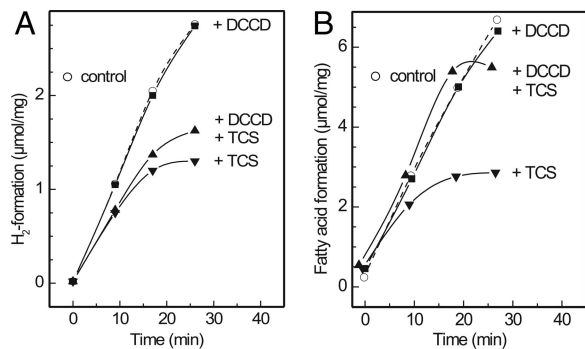 A
H₂-formation (μmol/mg)
2
1
0
0 10 20 30 40
Time (min)
control
+ DCCD
+ DCCD
+ TCS
+ TCS
B
Fatty acid formation (μmol/mg)
6
4
2
0
0 10 20 30 40
Time (min)
control
+ DCCD
+ DCCD
+ TCS
+ TCS